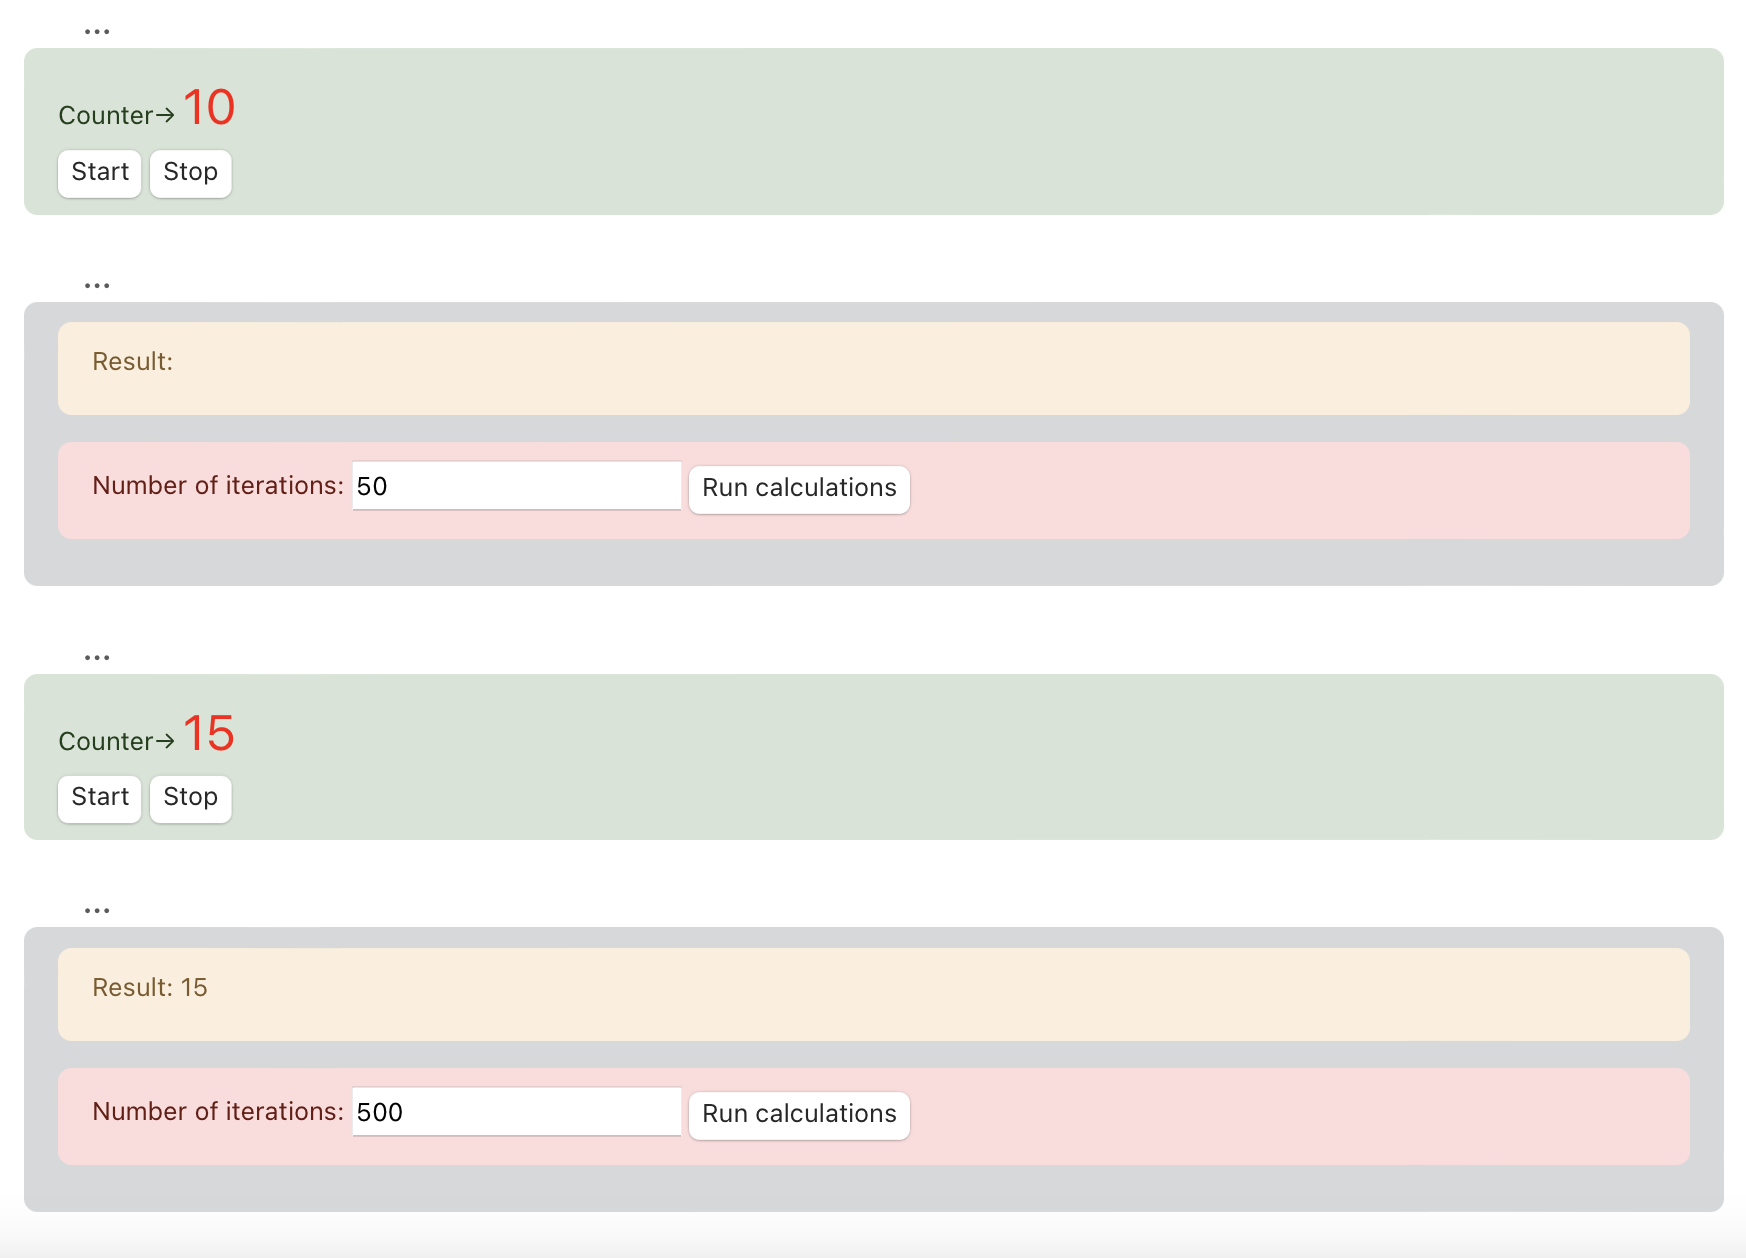 ...
Counter→ 10
Start Stop
...
Result:
Number of iterations: 50 Run calculations
...
Counter→ 15
Start Stop
...
Result: 15
Number of iterations: 500 Run calculations